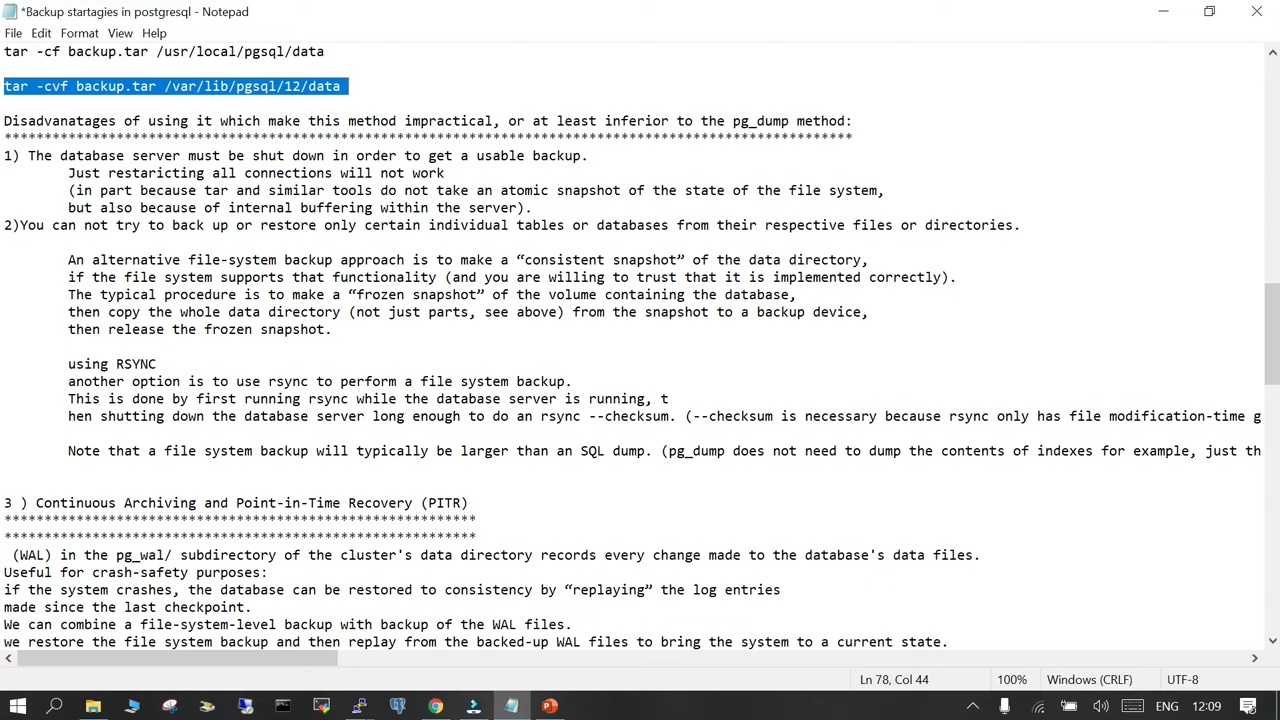 *Backup startagies in postgresql - Notepad
File Edit Format View Help
tar -cf backup.tar /usr/local/pgsql/data
tar -cvf backup.tar /var/lib/pgsql/12/data
Disadvanatages of using it which make this method impractical, or at least inferior to the pg_dump method:
**********************************************************************************************************
1) The database server must be shut down in order to get a usable backup.
Just restaricting all connections will not work
(in part because tar and similar tools do not take an atomic snapshot of the state of the file system,
but also because of internal buffering within the server).
2)You can not try to back up or restore only certain individual tables or databases from their respective files or directories.
An alternative file-system backup approach is to make a “consistent snapshot” of the data directory,
if the file system supports that functionality (and you are willing to trust that it is implemented correctly).
The typical procedure is to make a “frozen snapshot” of the volume containing the database,
then copy the whole data directory (not just parts, see above) from the snapshot to a backup device,
then release the frozen snapshot.
using RSYNC
another option is to use rsync to perform a file system backup.
This is done by first running rsync while the database server is running, t
hen shutting down the database server long enough to do an rsync --checksum. (--checksum is necessary because rsync only has file modification-time g
Note that a file system backup will typically be larger than an SQL dump. (pg_dump does not need to dump the contents of indexes for example, just th
3 ) Continuous Archiving and Point-in-Time Recovery (PITR)
***********************************************************
***********************************************************
(WAL) in the pg_wal/ subdirectory of the cluster's data directory records every change made to the database's data files.
Useful for crash-safety purposes:
if the system crashes, the database can be restored to consistency by “replaying” the log entries
made since the last checkpoint.
We can combine a file-system-level backup with backup of the WAL files.
we restore the file system backup and then replay from the backed-up WAL files to bring the system to a current state.
Ln 78, Col 44 100% Windows (CRLF) UTF-8
ENG 12:09